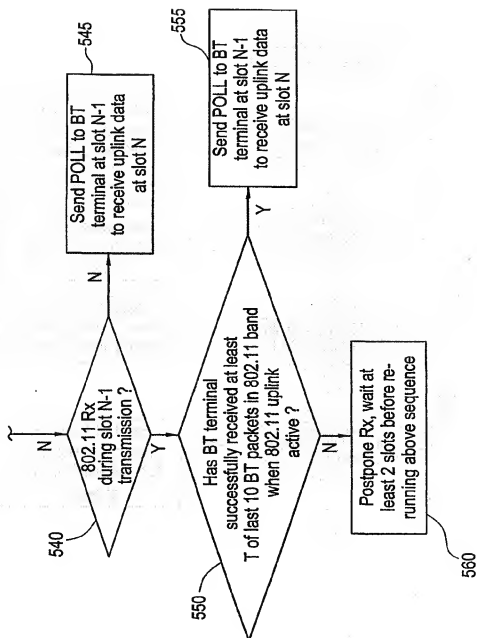 N
540
802.11 Rx
during slot N-1
transmission ?
N
545
Send POLL to BT
terminal at slot N-1
to receive uplink data
at slot N
Y
550
Has BT terminal
successfully received at least
T of last 10 BT packets in 802.11 band
when 802.11 uplink
active ?
Y
555
Send POLL to BT
terminal at slot N-1
to receive uplink data
at slot N
N
Postpone Rx, wait at
least 2 slots before re-
running above sequence
560